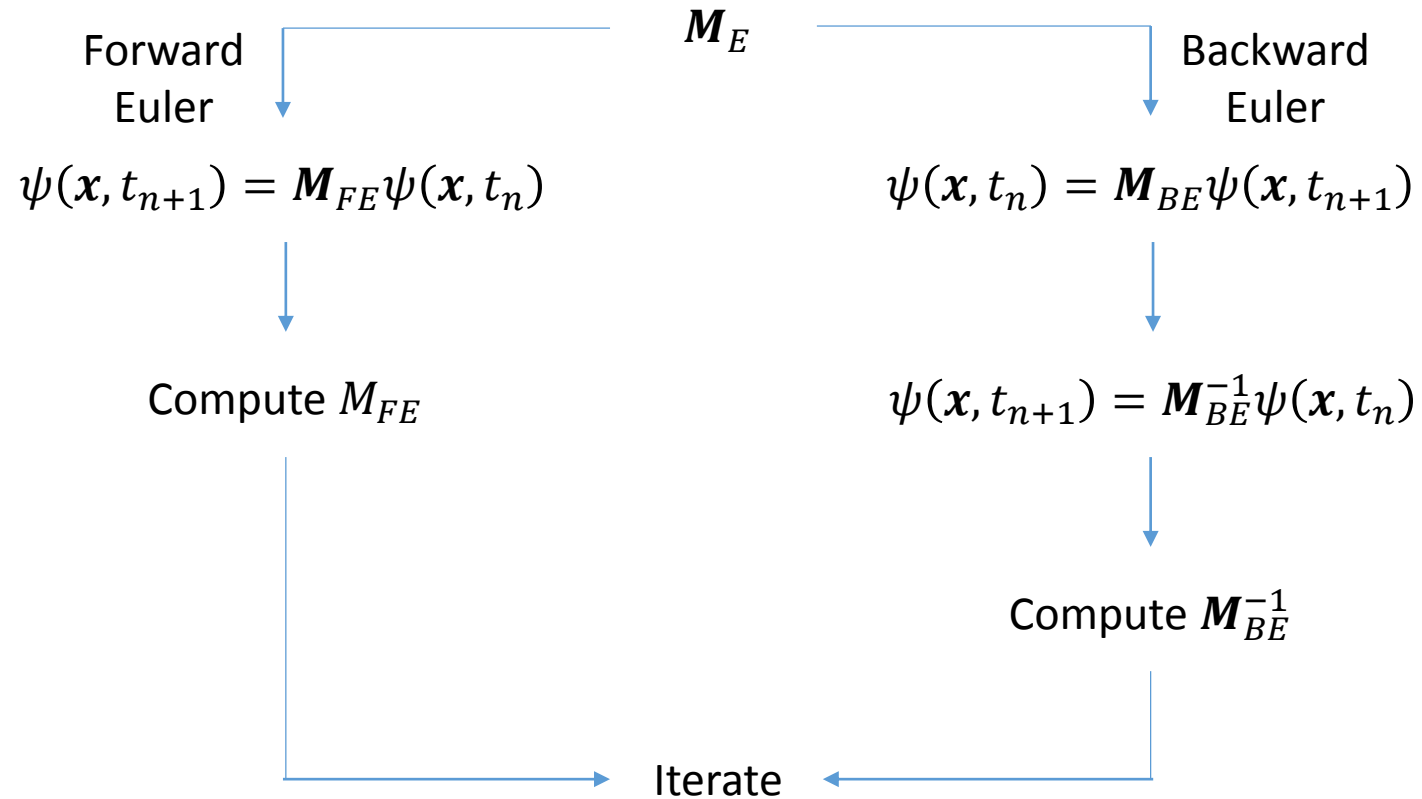 𝑴_E
Forward
Euler
Backward
Euler
ψ(𝒙, t_{n+1}) = 𝑴_{FE}ψ(𝒙, t_n)
ψ(𝒙, t_n) = 𝑴_{BE}ψ(𝒙, t_{n+1})
Compute M_{FE}
ψ(𝒙, t_{n+1}) = 𝑴_{BE}^{-1}ψ(𝒙, t_n)
Compute 𝑴_{BE}^{-1}
Iterate